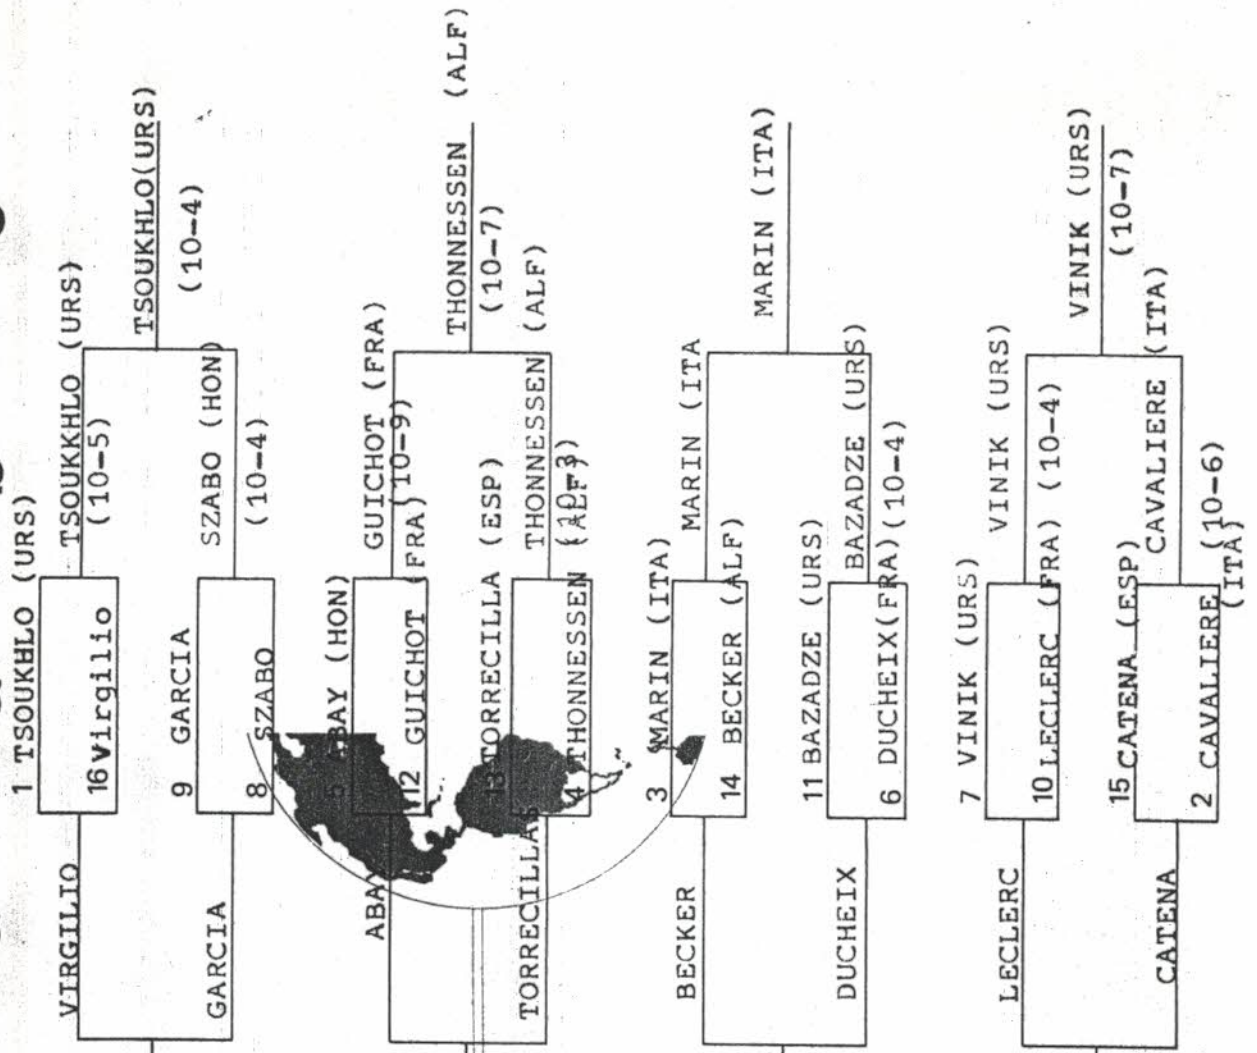 1 TSOUKHLO (URS)
16 Virgilio
9 GARCIA
8 SZABO
5 ABAY (HON)
12 GUICHOT (FRA)
13 TORRECILLA (ESP)
4 THONNESSEN (ALF)
3 MARIN (ITA)
14 BECKER (ALF)
11 BAZADZE (URS)
6 DUCHEIX(FRA)
7 VINIK (URS)
10 LECLERC (FRA)
15 CATENA (ESP)
2 CAVALIERE (ITA)
TSOUKKHLO (URS)
(10-5)
SZABO (HON)
(10-4)
GUICHOT (FRA)
(10-9)
THONNESSEN (ALF)
(10-3)
MARIN (ITA
BAZADZE (URS)
(10-4)
VINIK (URS)
(10-4)
CAVALIERE (ITA)
(10-6)
TSOUKHLO(URS)
(10-4)
THONNESSEN (ALF)
(10-7)
MARIN (ITA)
VINIK (URS)
(10-7)
VIRGILIO
GARCIA
ABAY
TORRECILLAS
BECKER
DUCHEIX
LECLERC
CATENA